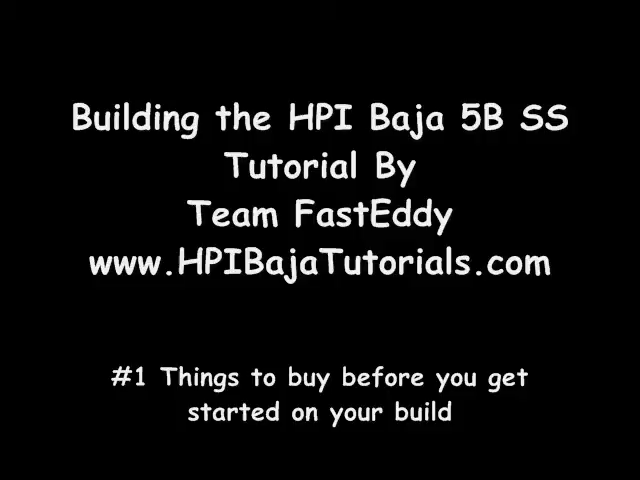 Building the HPI Baja 5B SS
Tutorial By
Team FastEddy
www.HPIBajaTutorials.com
#1 Things to buy before you get
started on your build